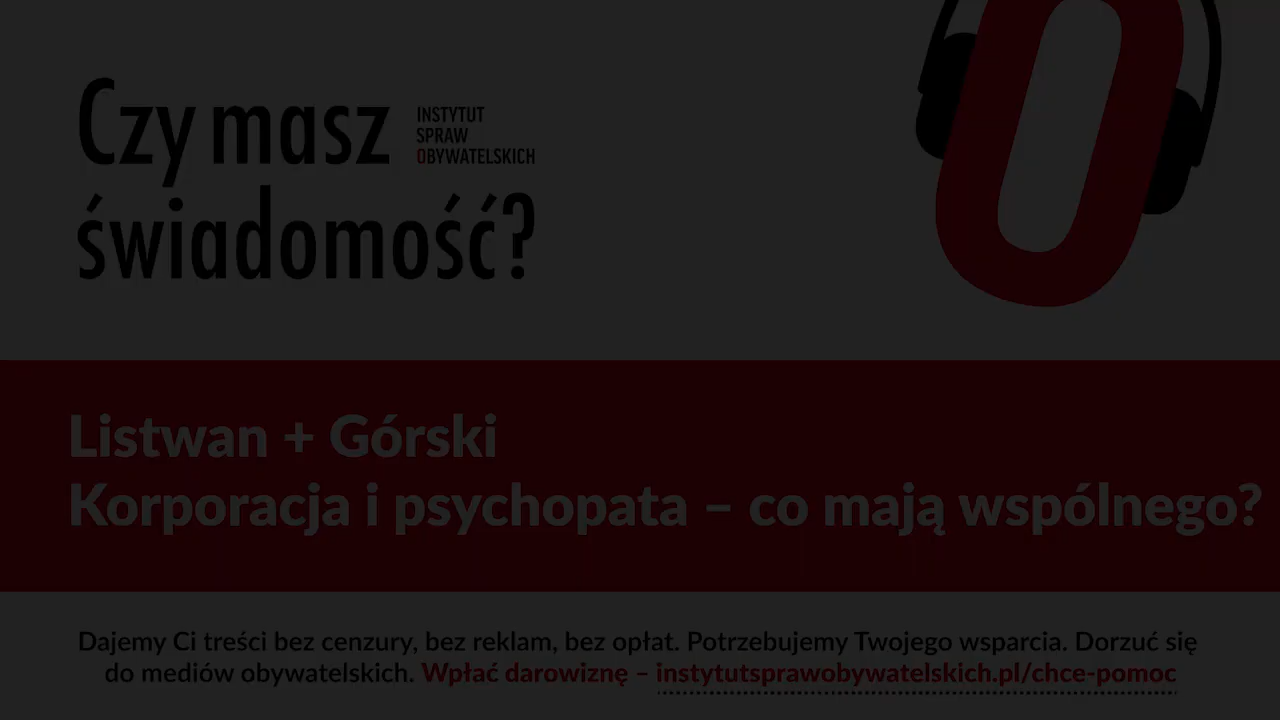 Czy masz
świadomość?
INSTYTUT
SPRAW
OBYWATELSKICH
Listwan + Górski
Korporacja i psychopata – co mają wspólnego?
Dajemy Ci treści bez cenzury, bez reklam, bez opłat. Potrzebujemy Twojego wsparcia. Dorzuć się
do mediów obywatelskich. Wpłać darowiznę – instytutsprawobywatelskich.pl/chce-pomoc